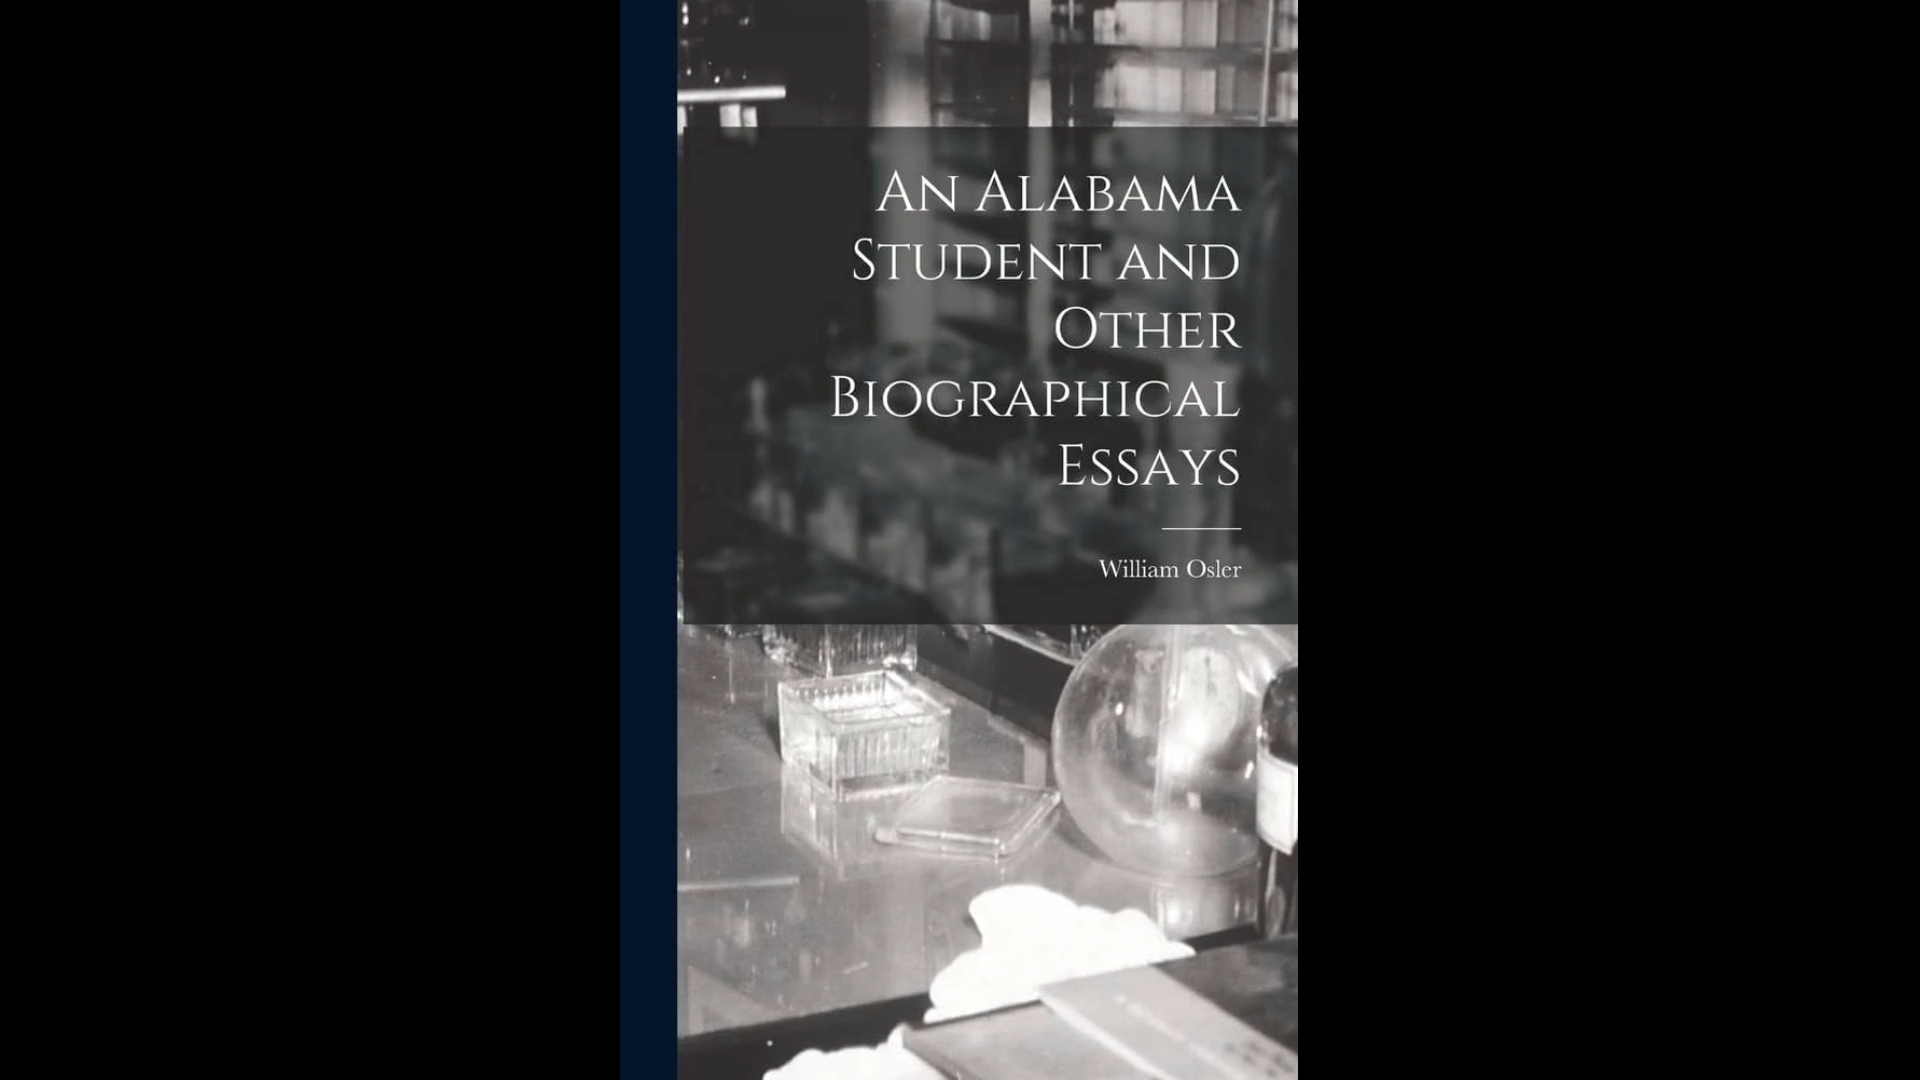 An Alabama
Student and
Other
Biographical
Essays
William Osler